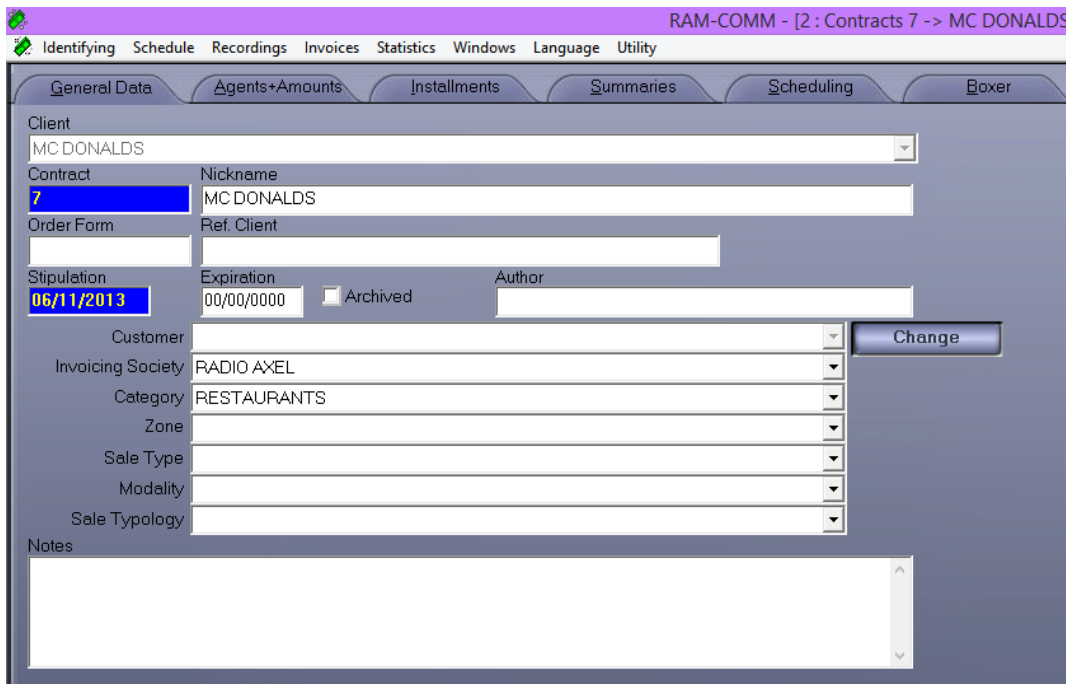 RAM-COMM - [2 : Contracts 7 -> MC DONALDS
Identifying Schedule Recordings Invoices Statistics Windows Language Utility
General Data Agents+Amounts Installments Summaries Scheduling Boxer
Client
MC DONALDS
Contract Nickname
7 MC DONALDS
Order Form Ref. Client
Stipulation Expiration Author
06/11/2013 00/00/0000 Archived
Customer Change
Invoicing Society RADIO AXEL
Category RESTAURANTS
Zone
Sale Type
Modality
Sale Typology
Notes